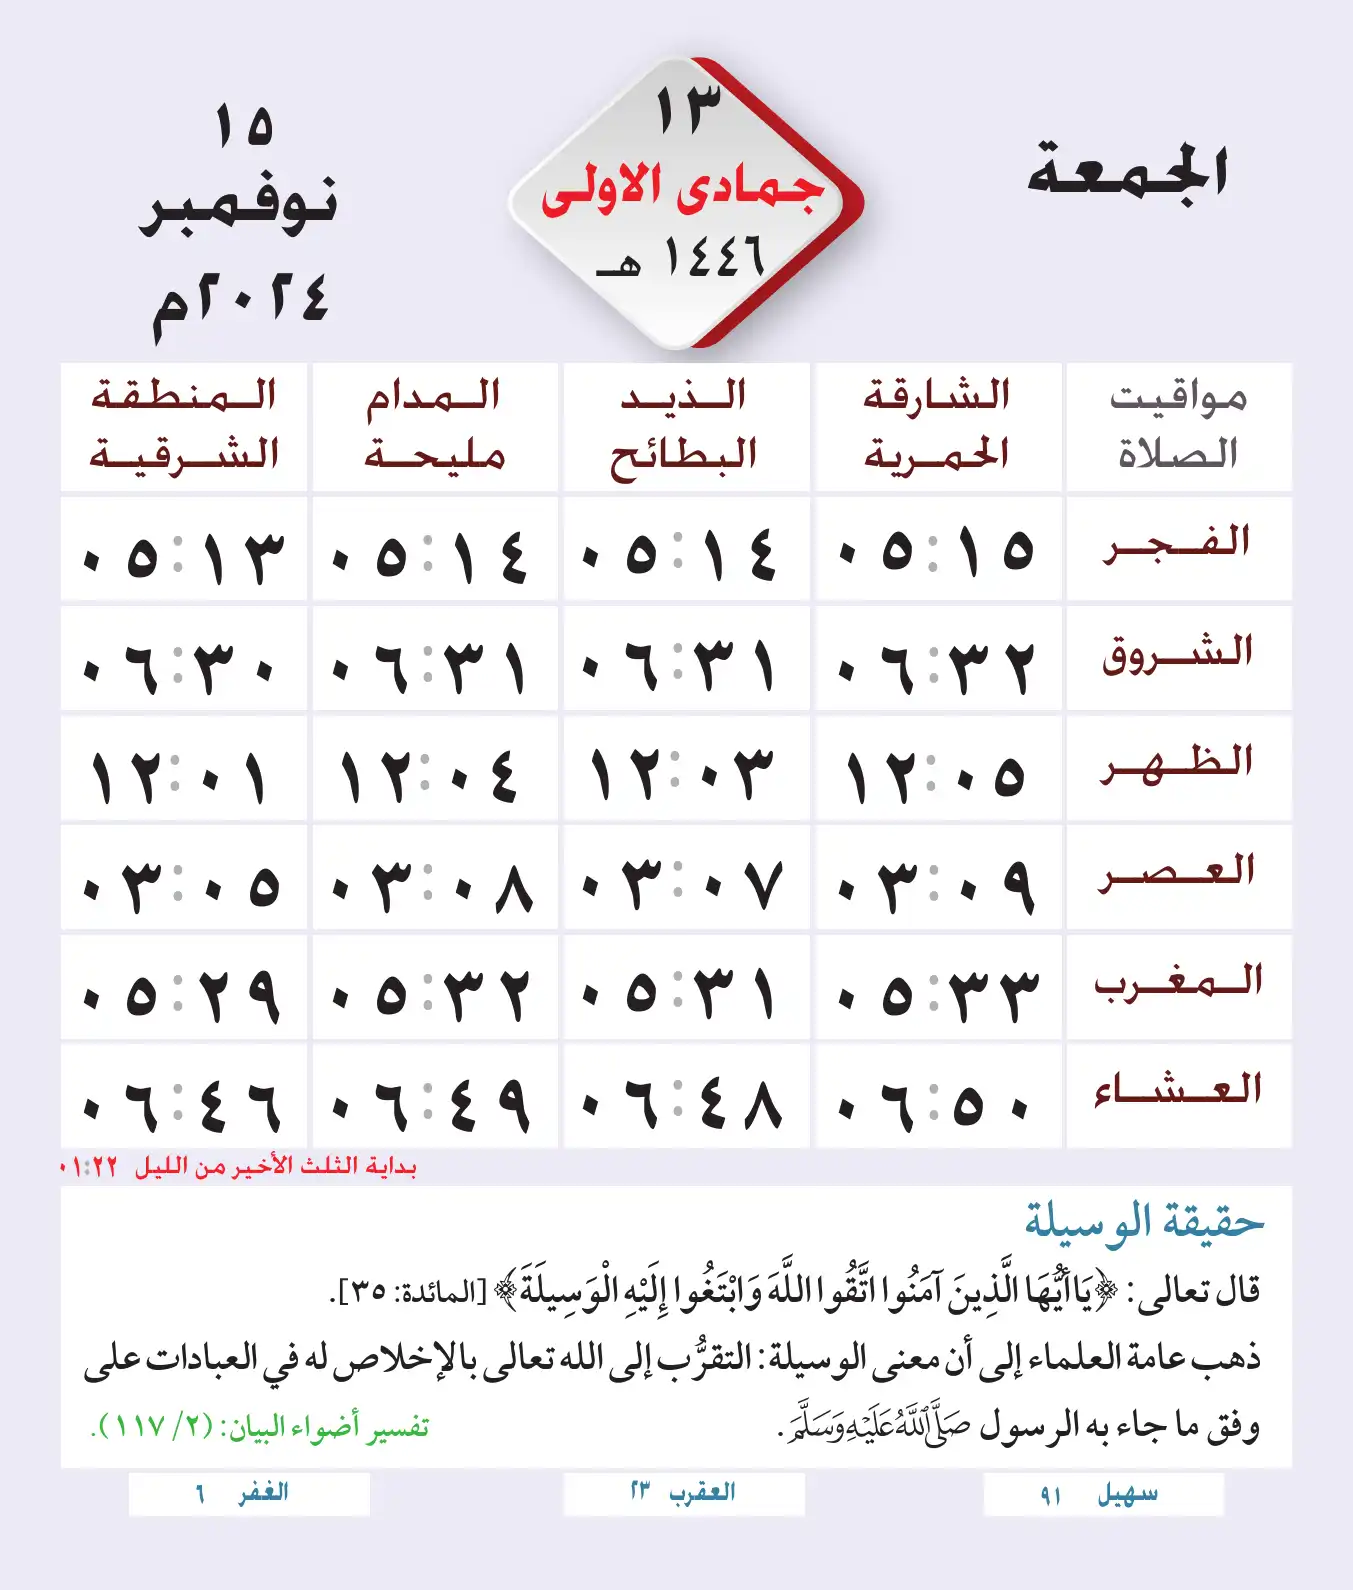 الجمعة
١٣
جمادى الاولى
١٤٤٦ هـ
١٥
نوفمبر
٢٠٢٤م
مواقيت الصلاة
الشارقة الحمرية
الذيد البطائح
المدام مليحة
المنطقة الشرقية
الفجر ٠٥:١٥ ٠٥:١٤ ٠٥:١٤ ٠٥:١٣
الشروق ٠٦:٣٢ ٠٦:٣١ ٠٦:٣١ ٠٦:٣٠
الظهر ١٢:٠٥ ١٢:٠٣ ١٢:٠٤ ١٢:٠١
العصر ٠٣:٠٩ ٠٣:٠٧ ٠٣:٠٨ ٠٣:٠٥
المغرب ٠٥:٣٣ ٠٥:٣١ ٠٥:٣٢ ٠٥:٢٩
العشاء ٠٦:٥٠ ٠٦:٤٨ ٠٦:٤٩ ٠٦:٤٦
بداية الثلث الأخير من الليل ٠١:٢٢
حقيقة الوسيلة
قال تعالى: ﴿يَاأَيُّهَا الَّذِينَ آمَنُوا اتَّقُوا اللَّهَ وَابْتَغُوا إِلَيْهِ الْوَسِيلَةَ﴾ [المائدة: ٣٥].
ذهب عامة العلماء إلى أن معنى الوسيلة: التقرُّب إلى الله تعالى بالإخلاص له في العبادات على
وفق ما جاء به الرسول صَلَّى اللَّهُ عَلَيْهِ وَسَلَّمَ. تفسير أضواء البيان: (٢/ ١١٧).
سهيل ٩١
العقرب ٢٣
الغفر ٦